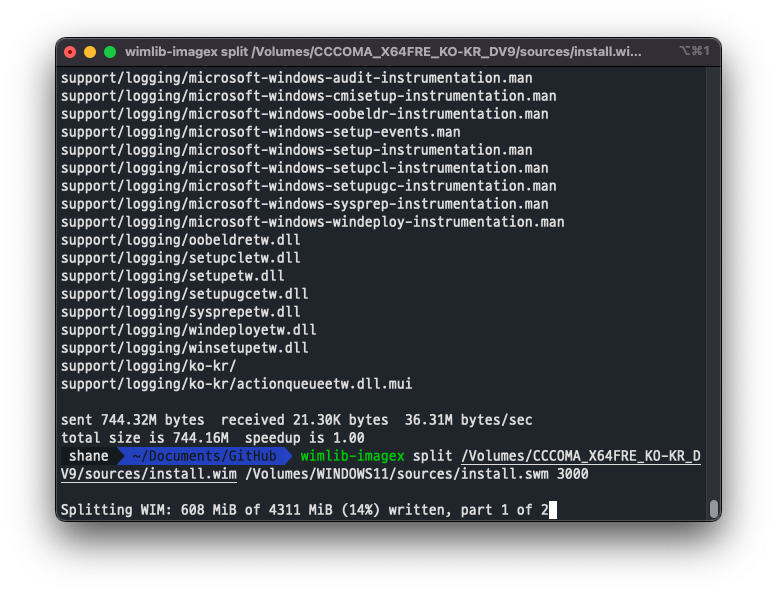 wimlib-imagex split /Volumes/CCCOMA_X64FRE_KO-KR_DV9/sources/install.wi... ⌥⌘1
support/logging/microsoft-windows-audit-instrumentation.man
support/logging/microsoft-windows-cmisetup-instrumentation.man
support/logging/microsoft-windows-oobeldr-instrumentation.man
support/logging/microsoft-windows-setup-events.man
support/logging/microsoft-windows-setup-instrumentation.man
support/logging/microsoft-windows-setupcl-instrumentation.man
support/logging/microsoft-windows-setupugc-instrumentation.man
support/logging/microsoft-windows-sysprep-instrumentation.man
support/logging/microsoft-windows-windeploy-instrumentation.man
support/logging/oobeldretw.dll
support/logging/setupcletw.dll
support/logging/setupetw.dll
support/logging/setupugcetw.dll
support/logging/sysprepetw.dll
support/logging/windeployetw.dll
support/logging/winsetupetw.dll
support/logging/ko-kr/
support/logging/ko-kr/actionqueueetw.dll.mui
sent 744.32M bytes  received 21.30K bytes  36.31M bytes/sec
total size is 744.16M  speedup is 1.00
shane ~/Documents/GitHub wimlib-imagex split /Volumes/CCCOMA_X64FRE_KO-KR_D
V9/sources/install.wim /Volumes/WINDOWS11/sources/install.swm 3000
Splitting WIM: 608 MiB of 4311 MiB (14%) written, part 1 of 2